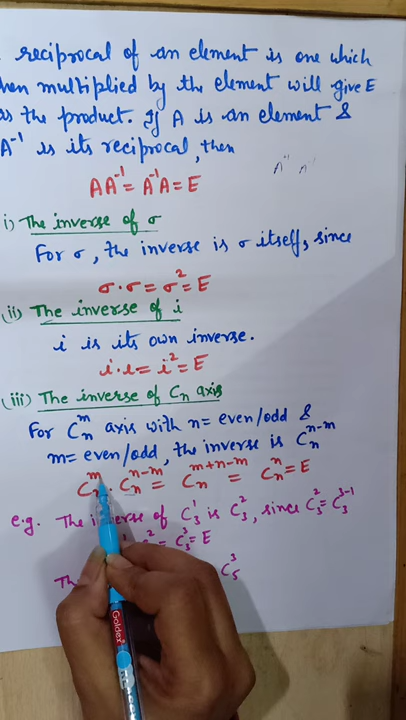 reciprocal of an element is one which
hen multiplied by the element will give E
as the product. If A is an element &
A⁻¹ is its reciprocal, then
A⁻¹ A⁻¹
AA⁻¹ = A⁻¹A = E
i) The inverse of σ
For σ, the inverse is σ itself, since
σ·σ = σ² = E
(ii) The inverse of i
i is its own inverse.
i·i = i² = E
(iii) The inverse of Cₙ axis
For Cₙᵐ axis with n = even/odd &
m = even/odd, the inverse is Cₙⁿ⁻ᵐ
Cₙᵐ · Cₙⁿ⁻ᵐ = Cₙᵐ⁺ⁿ⁻ᵐ = Cₙⁿ = E
e.g. The inverse of C₃¹ is C₃², since C₃² = C₃³⁻¹
= C₃³ = E
C₅³
Goldex